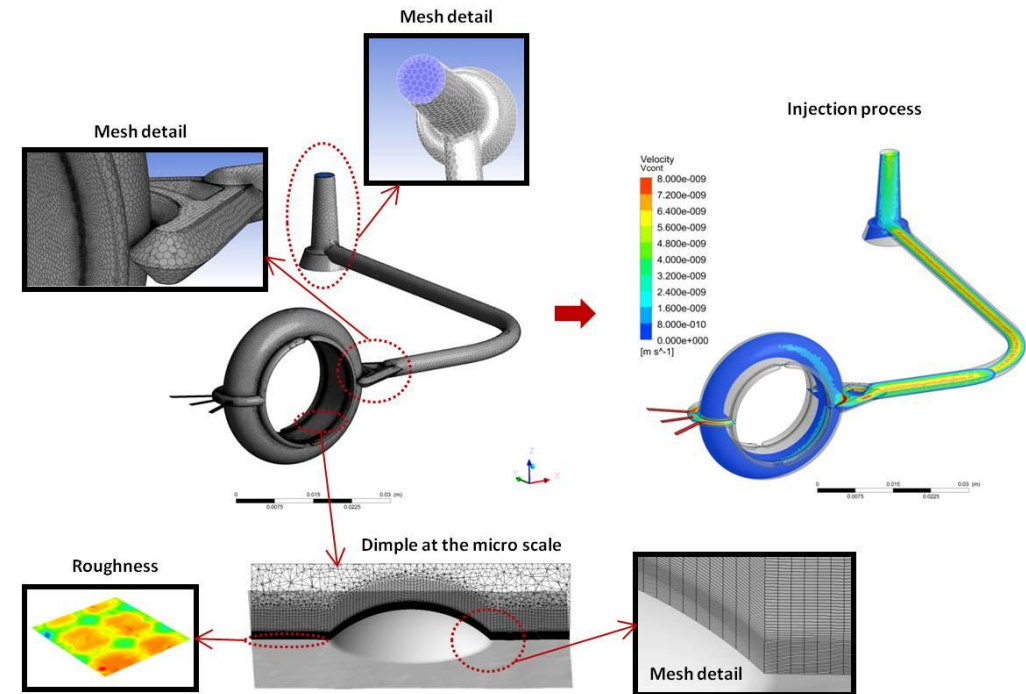 Mesh detail
Mesh detail
Injection process
Velocity
Vcont
8.000e-009
7.200e-009
6.400e-009
5.600e-009
4.800e-009
4.000e-009
3.200e-009
2.400e-009
1.600e-009
8.000e-010
0.000e+000
[m s^-1]
Z
Y
X
0 0.015 0.03 (m)
0.0075 0.0225
0 0.015 0.03 (m)
0.0075 0.0225
Dimple at the micro scale
Roughness
Mesh detail